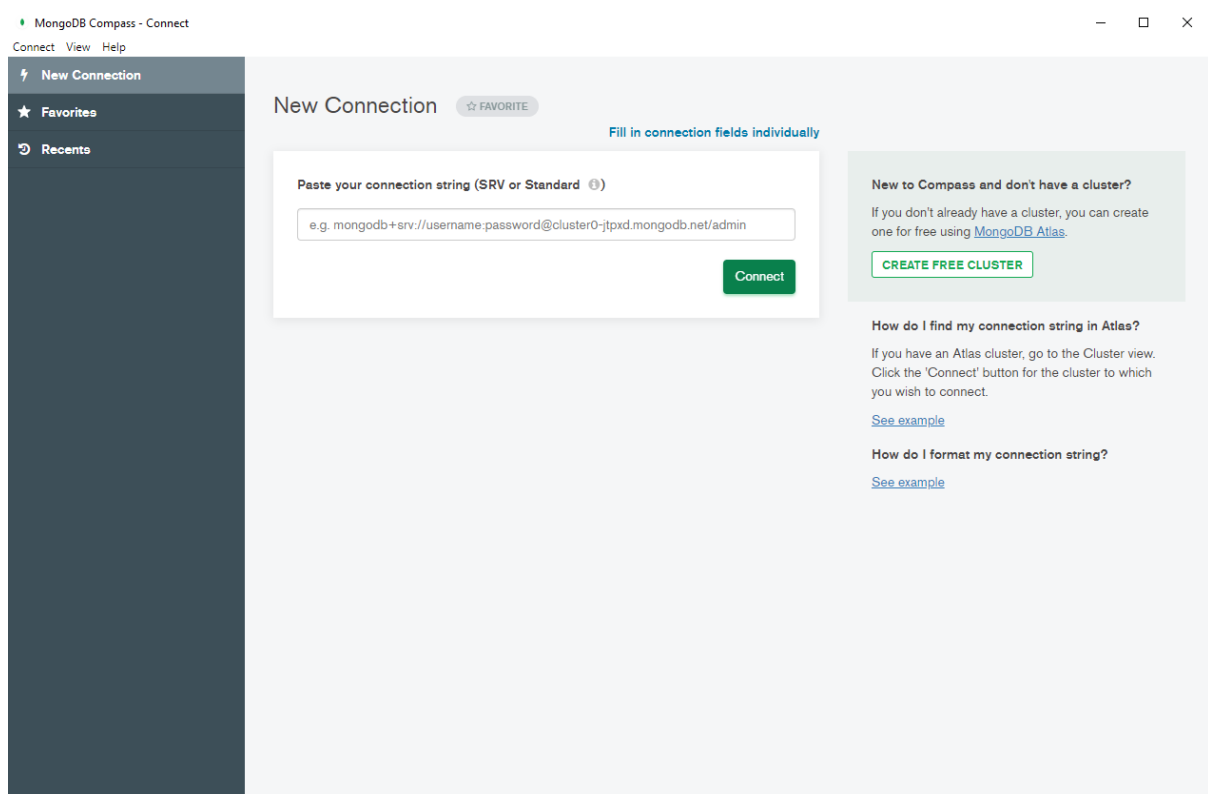 MongoDB Compass - Connect
Connect View Help
New Connection
Favorites
Recents
New Connection
FAVORITE
Fill in connection fields individually
Paste your connection string (SRV or Standard )
e.g. mongodb+srv://username:password@cluster0-jtpxd.mongodb.net/admin
Connect
New to Compass and don't have a cluster?
If you don't already have a cluster, you can create
one for free using MongoDB Atlas.
CREATE FREE CLUSTER
How do I find my connection string in Atlas?
If you have an Atlas cluster, go to the Cluster view.
Click the 'Connect' button for the cluster to which
you wish to connect.
See example
How do I format my connection string?
See example